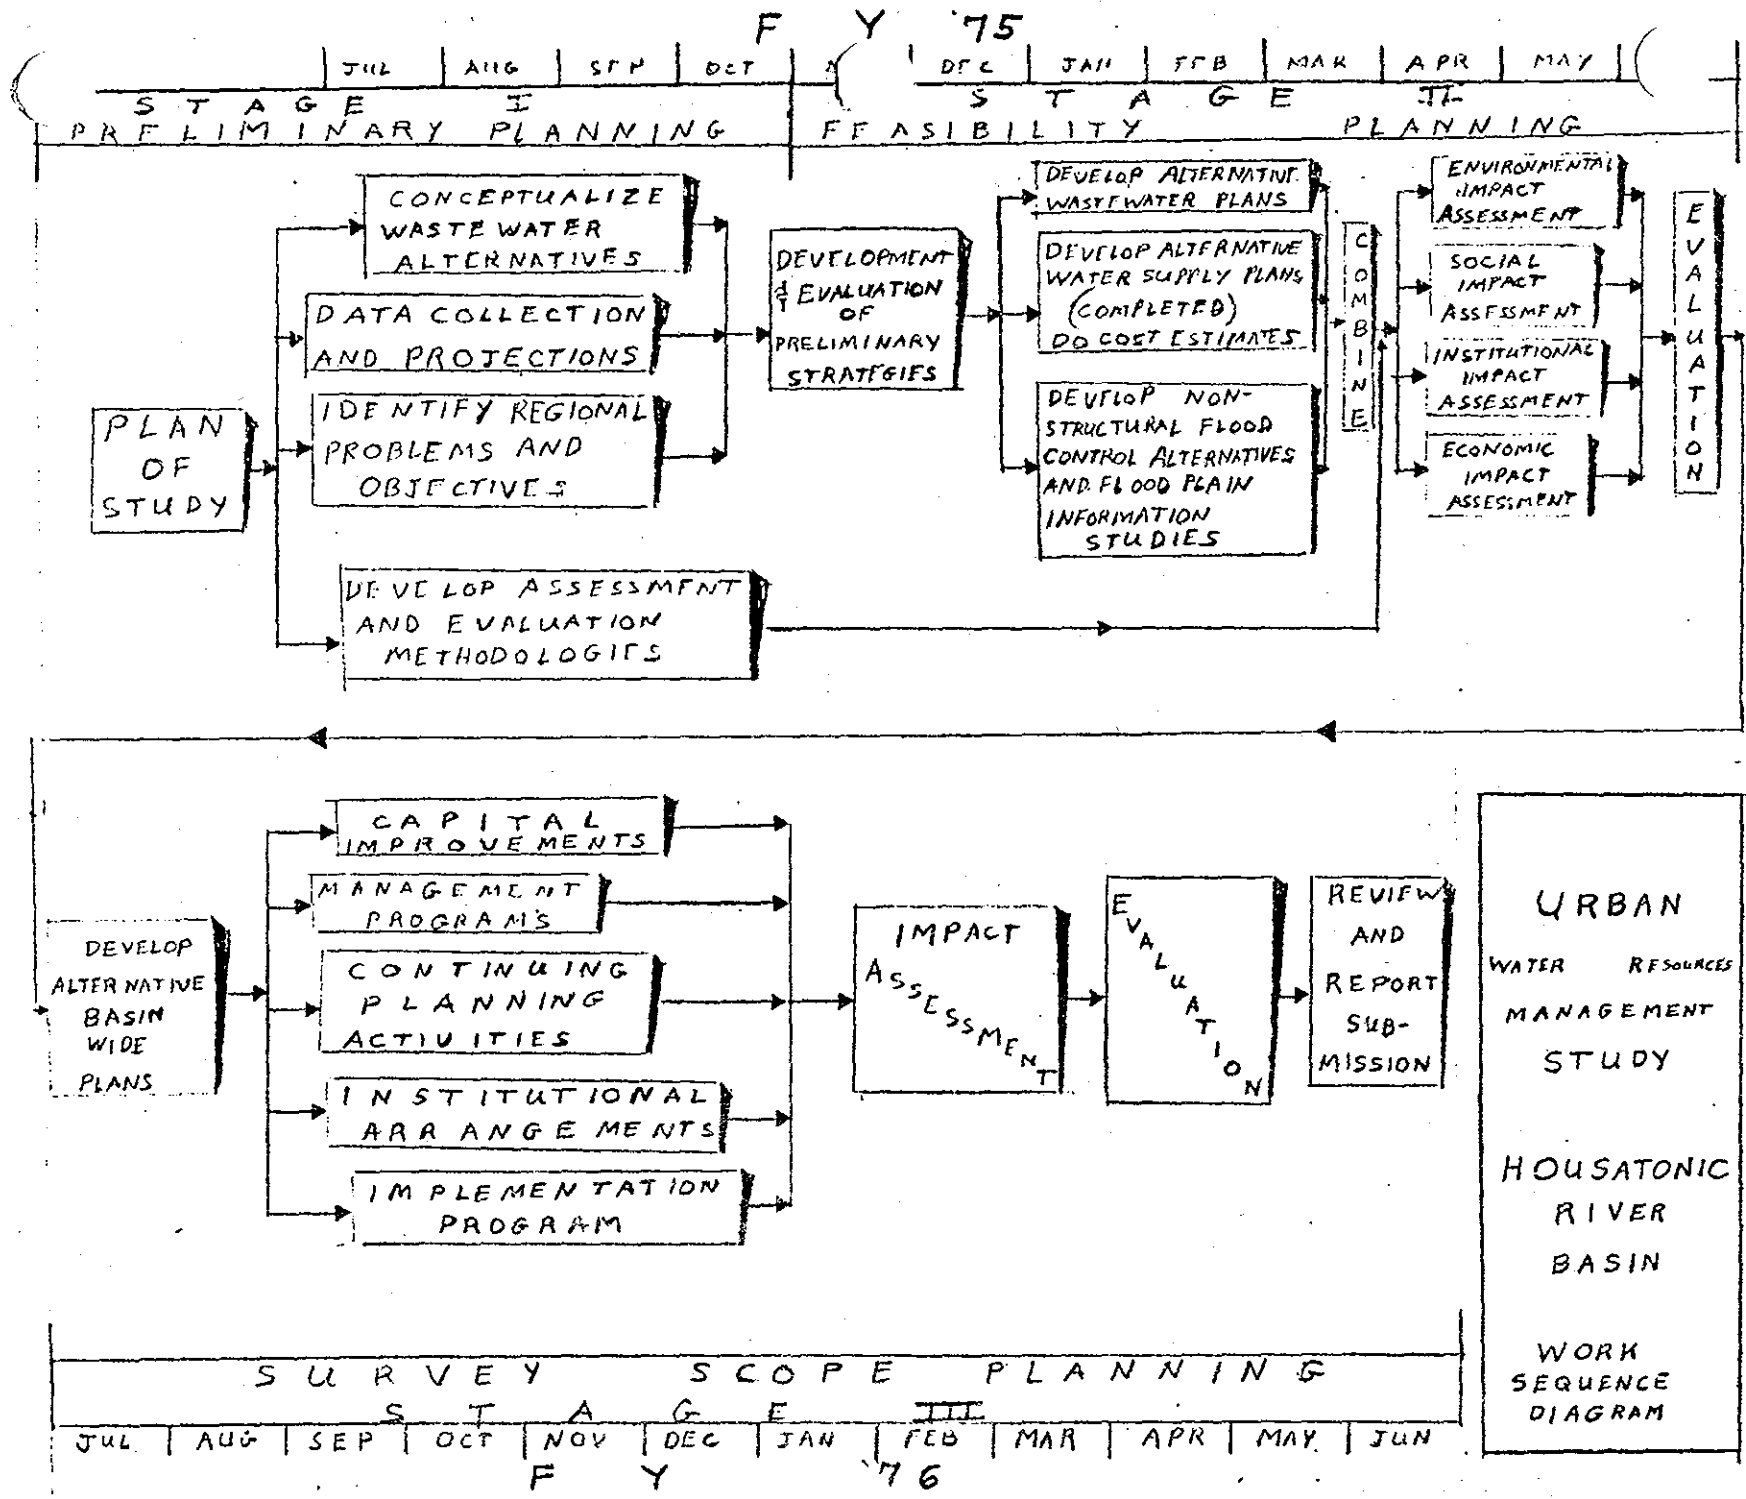 F Y '75
JUL AUG SEP OCT DEC JAN FEB MAR APR MAY
STAGE I STAGE II
PRELIMINARY PLANNING FEASIBILITY PLANNING
CONCEPTUALIZE
WASTEWATER
ALTERNATIVES
DATA COLLECTION
AND PROJECTIONS
IDENTIFY REGIONAL
PROBLEMS AND
OBJECTIVES
PLAN
OF
STUDY
DEVELOP ASSESSMENT
AND EVALUATION
METHODOLOGIES
DEVELOPMENT
& EVALUATION
OF
PRELIMINARY
STRATEGIES
DEVELOP ALTERNATIVE
WASTEWATER PLANS
DEVELOP ALTERNATIVE
WATER SUPPLY PLANS
(COMPLETED)
DO COST ESTIMATES
DEVELOP NON-
STRUCTURAL FLOOD
CONTROL ALTERNATIVES
AND FLOOD PLAIN
INFORMATION
STUDIES
COMBINE
ENVIRONMENTAL
IMPACT
ASSESSMENT
SOCIAL
IMPACT
ASSESSMENT
INSTITUTIONAL
IMPACT
ASSESSMENT
ECONOMIC
IMPACT
ASSESSMENT
EVALUATION
DEVELOP
ALTERNATIVE
BASIN
WIDE
PLANS
CAPITAL
IMPROVEMENTS
MANAGEMENT
PROGRAMS
CONTINUING
PLANNING
ACTIVITIES
INSTITUTIONAL
ARRANGEMENTS
IMPLEMENTATION
PROGRAM
IMPACT
ASSESSMENT
EVALUATION
REVIEW
AND
REPORT
SUB-
MISSION
URBAN
WATER RESOURCES
MANAGEMENT
STUDY
HOUSATONIC
RIVER
BASIN
WORK
SEQUENCE
DIAGRAM
SURVEY SCOPE PLANNING
STAGE III
JUL AUG SEP OCT NOV DEC JAN FEB MAR APR MAY JUN
F Y '76